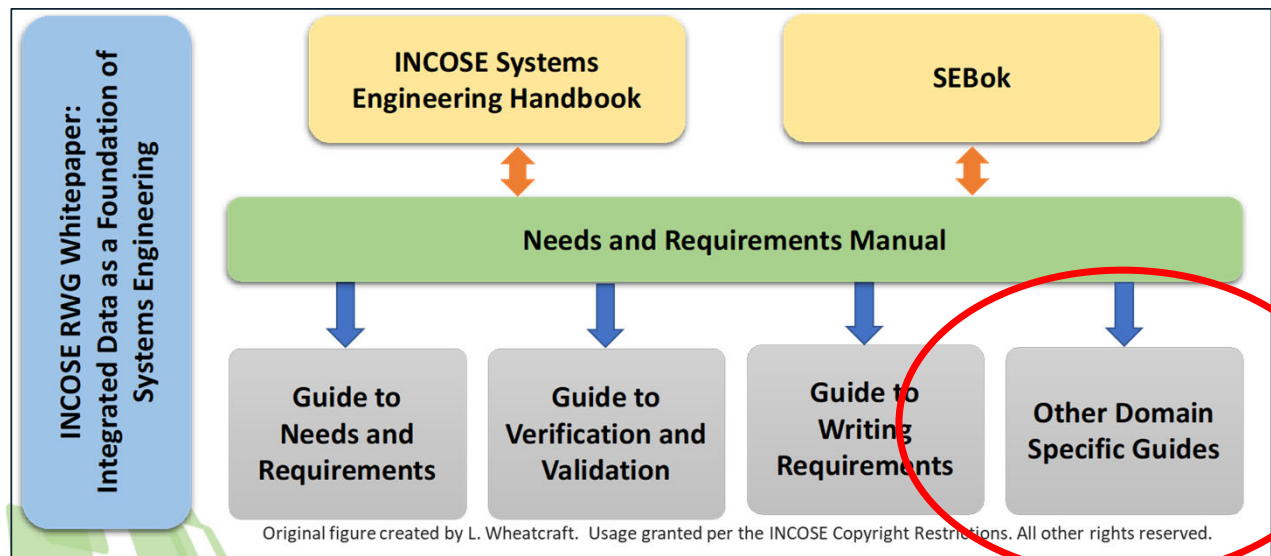 INCOSE RWG Whitepaper:
Integrated Data as a Foundation of
Systems Engineering
INCOSE Systems
Engineering Handbook
SEBok
Needs and Requirements Manual
Guide to
Needs and
Requirements
Guide to
Verification and
Validation
Guide to
Writing
Requirements
Other Domain
Specific Guides
Original figure created by L. Wheatcraft. Usage granted per the INCOSE Copyright Restrictions. All other rights reserved.